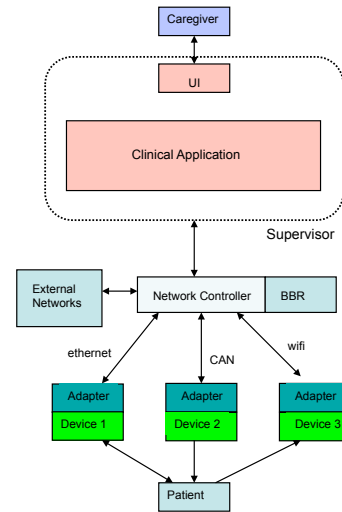 Caregiver
UI
Clinical Application
Supervisor
External
Networks
Network Controller
BBR
ethernet
CAN
wifi
Adapter
Adapter
Adapter
Device 1
Device 2
Device 3
Patient